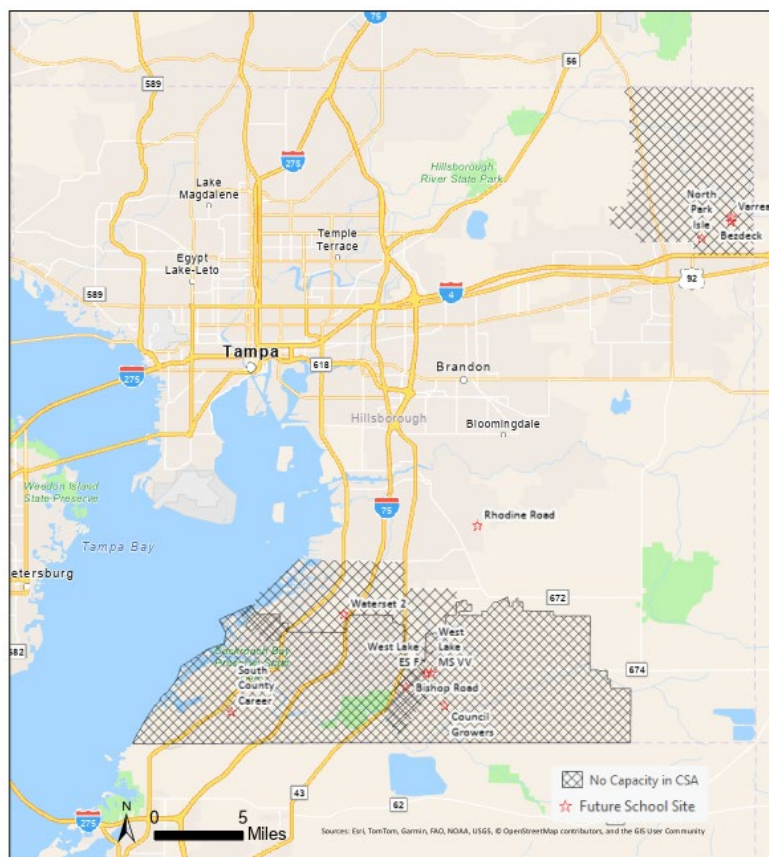 75
56
589
275
Hillsborough
River State Park
Lake
Magdalene
North
Park
Isle
Bezdeck
Temple
Terrace
Egypt
Lake-Leto
92
589
4
Tampa
618
Brandon
275
Hillsborough
Bloomingdale
Weedon Island
State Preserve
75
Rhodine Road
Tampa Bay
etersburg
672
Waterset 2
West
Lake
MS VV
West Lake
ES F
682
674
South
County
Career
Bishop Road
Council
Growers
No Capacity in CSA
Future School Site
43
62
275
N
0 5
Miles
Sources: Esri, TomTom, Garmin, FAO, NOAA, USGS, © OpenStreetMap contributors, and the GIS User Community